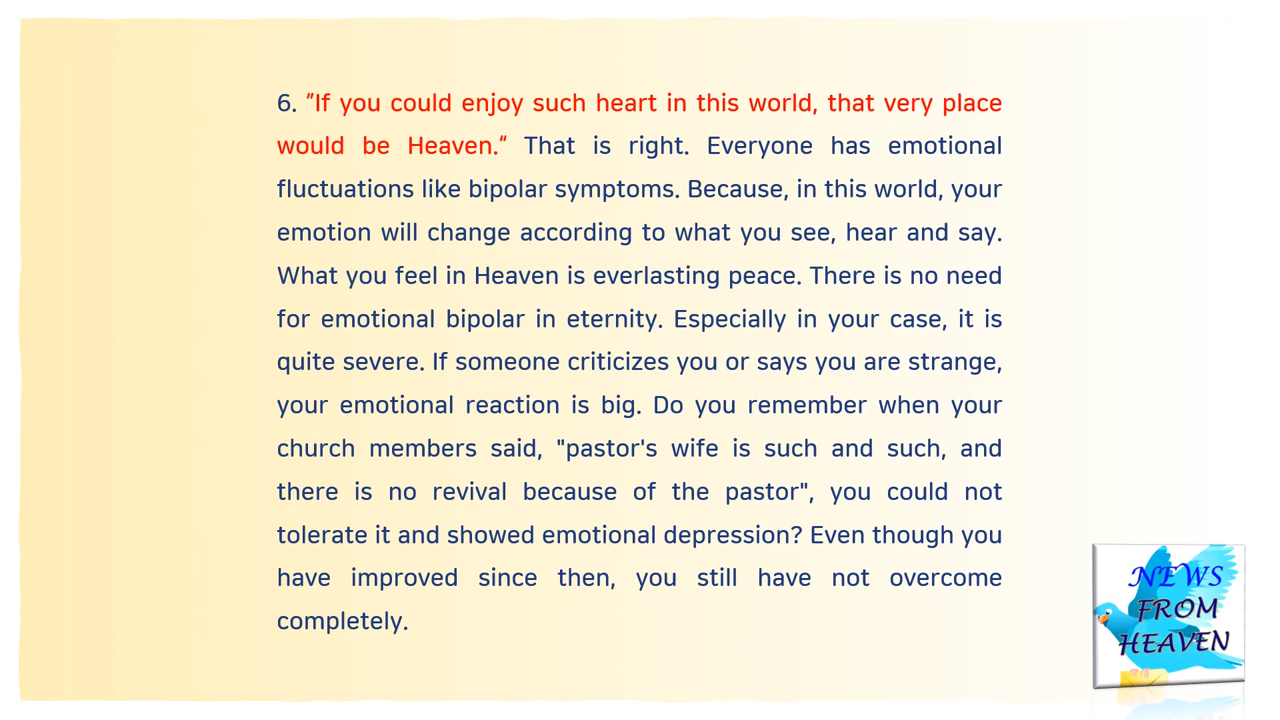 6. "If you could enjoy such heart in this world, that very place
would be Heaven." That is right. Everyone has emotional
fluctuations like bipolar symptoms. Because, in this world, your
emotion will change according to what you see, hear and say.
What you feel in Heaven is everlasting peace. There is no need
for emotional bipolar in eternity. Especially in your case, it is
quite severe. If someone criticizes you or says you are strange,
your emotional reaction is big. Do you remember when your
church members said, "pastor's wife is such and such, and
there is no revival because of the pastor", you could not
tolerate it and showed emotional depression? Even though you
have improved since then, you still have not overcome
completely.
NEWS
FROM
HEAVEN